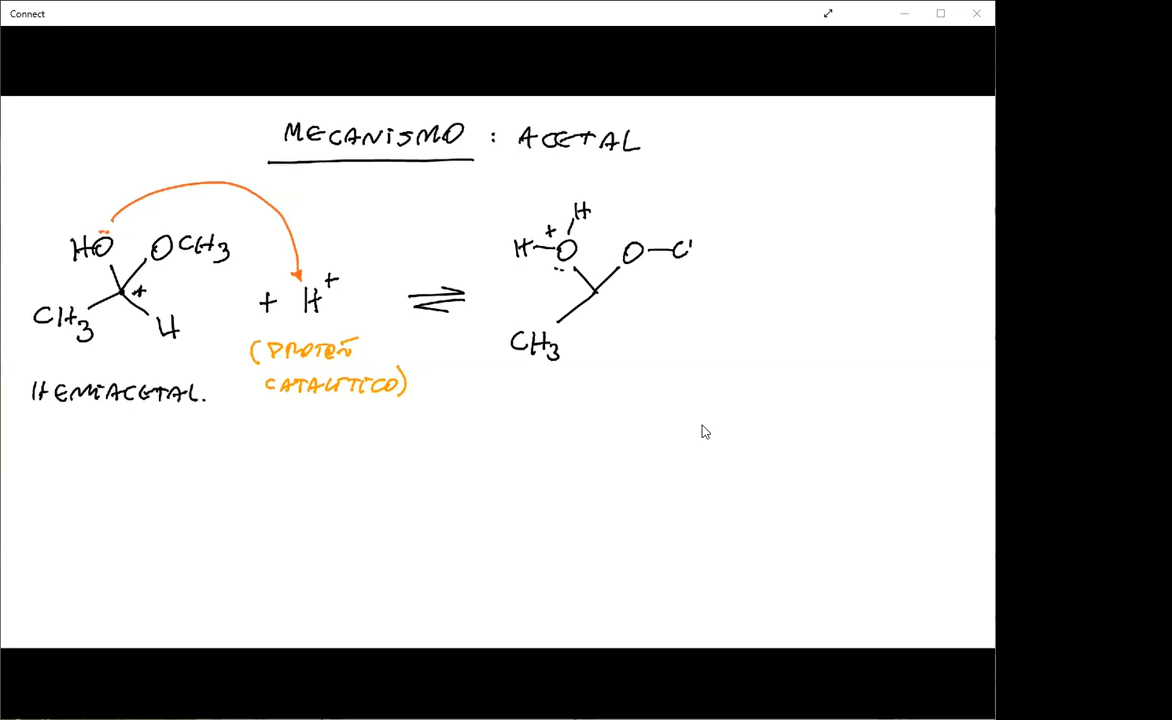 Connect
MECANISMO : ACETAL
HO OCH3
+
CH3 H
+ H+
(PROTÓN
CATALÍTICO)
HEMIACETAL.
H
H-O+ O-C
CH3